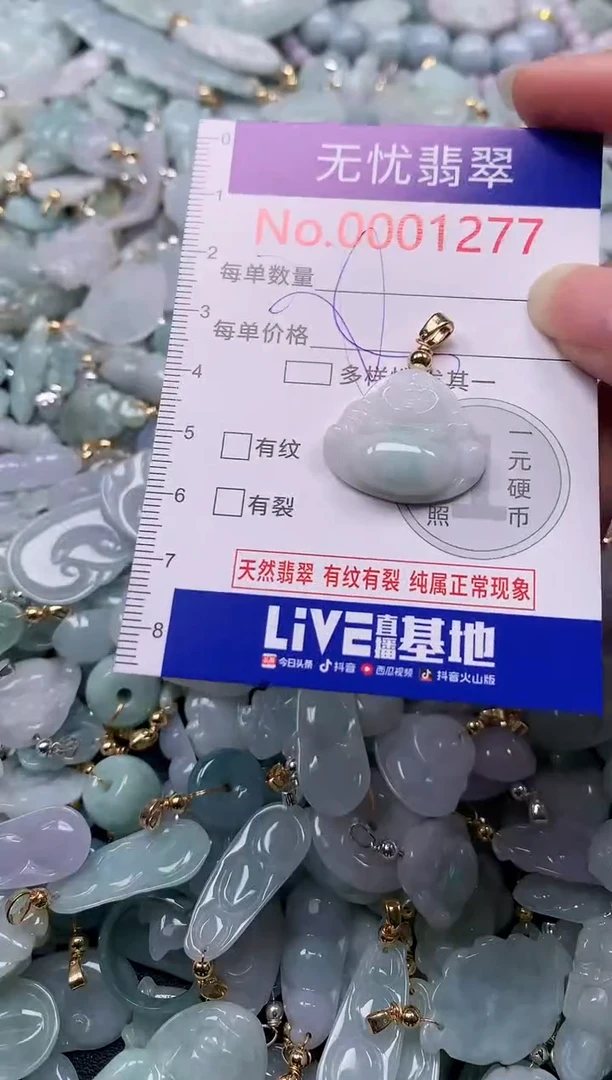 0
无忧翡翠
1
No.0001277
2
每单数量
3
每单价格
4
多样 其一
5
有纹
一元硬币
6
有裂
照
7
天然翡翠 有纹有裂 纯属正常现象
8
LiVE直播基地
今日头条 抖音 西瓜视频 抖音火山版